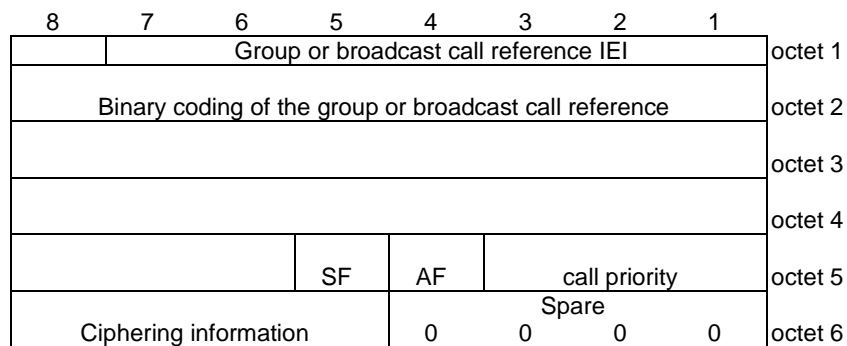 8 7 6 5 4 3 2 1
Group or broadcast call reference IEI octet 1
Binary coding of the group or broadcast call reference octet 2
octet 3
octet 4
SF AF call priority octet 5
Spare
Ciphering information 0 0 0 0 octet 6